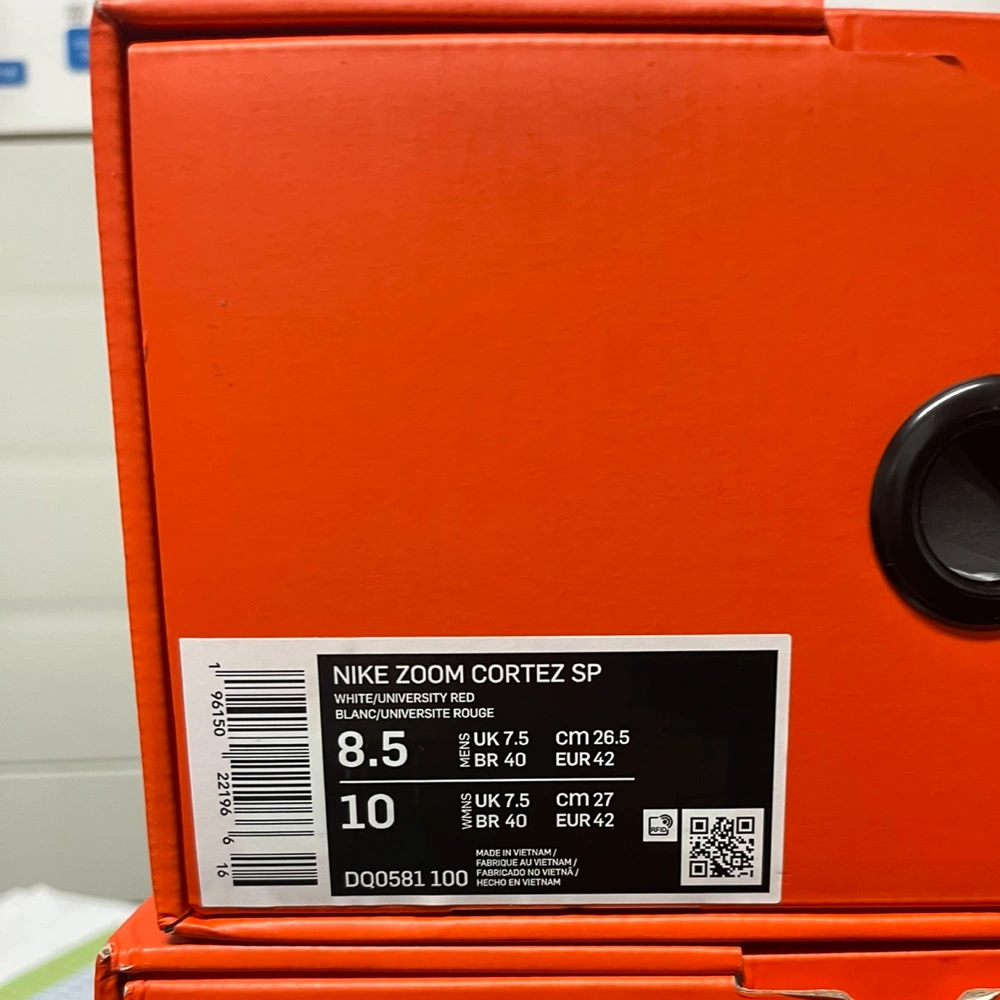 NIKE ZOOM CORTEZ SP
WHITE/UNIVERSITY RED
BLANC/UNIVERSITE ROUGE
8.5 MENS UK 7.5 cm 26.5
BR 40 EUR 42
10 WMNS UK 7.5 cm 27
BR 40 EUR 42
RFID
MADE IN VIETNAM /
FABRIQUE AU VIETNAM /
FABRICADO NO VIETNÃ /
HECHO EN VIETNAM
DQ0581 100
1 96150 22196 6 16